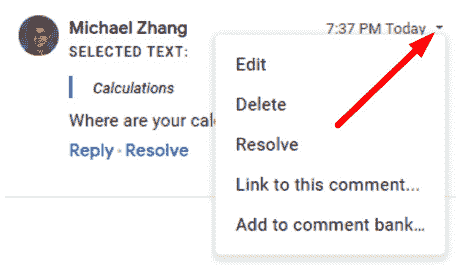 Michael Zhang
7:37 PM Today
SELECTED TEXT:
Calculations
Where are your
Reply · Resolve
Edit
Delete
Resolve
Link to this comment...
Add to comment bank...